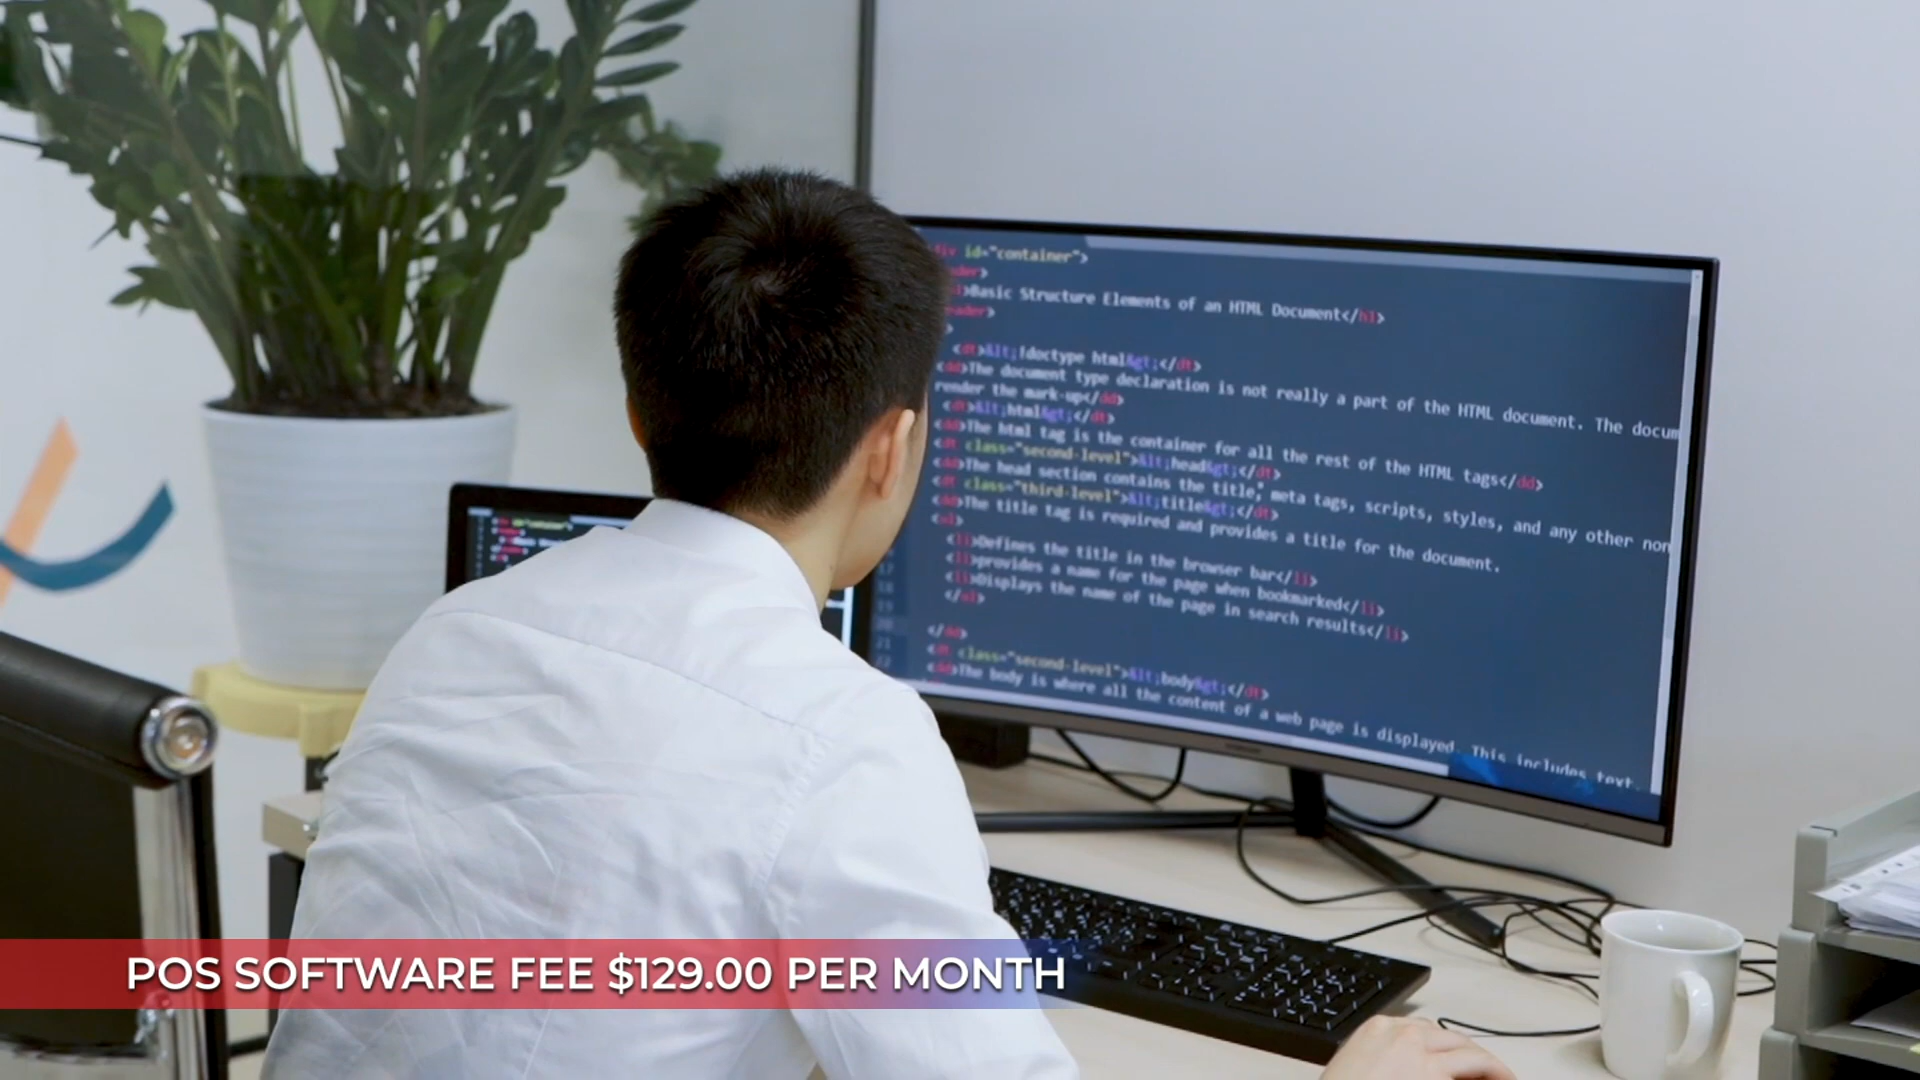 id="container">
>Basic Structure Elements of an HTML Document</h1>
>
<dt>&lt;!doctype html&gt;</dt>
<dd>The document type declaration is not really a part of the HTML document. The docum
render the mark-up</dd>
<dt>&lt;html&gt;</dt>
<dd>The html tag is the container for all the rest of the HTML tags</dd>
<dt class="second-level">&lt;head&gt;</dt>
<dd>The head section contains the title, meta tags, scripts, styles, and any other non
<dt class="third-level">&lt;title&gt;</dt>
<dd>The title tag is required and provides a title for the document.
<ul>
<li>Defines the title in the browser bar</li>
<li>provides a name for the page when bookmarked</li>
<li>Displays the name of the page in search results</li>
</ul>
</dd>
<dt class="second-level">&lt;body&gt;</dt>
<dd>The body is where all the content of a web page is displayed. This includes text,
POS SOFTWARE FEE $129.00 PER MONTH